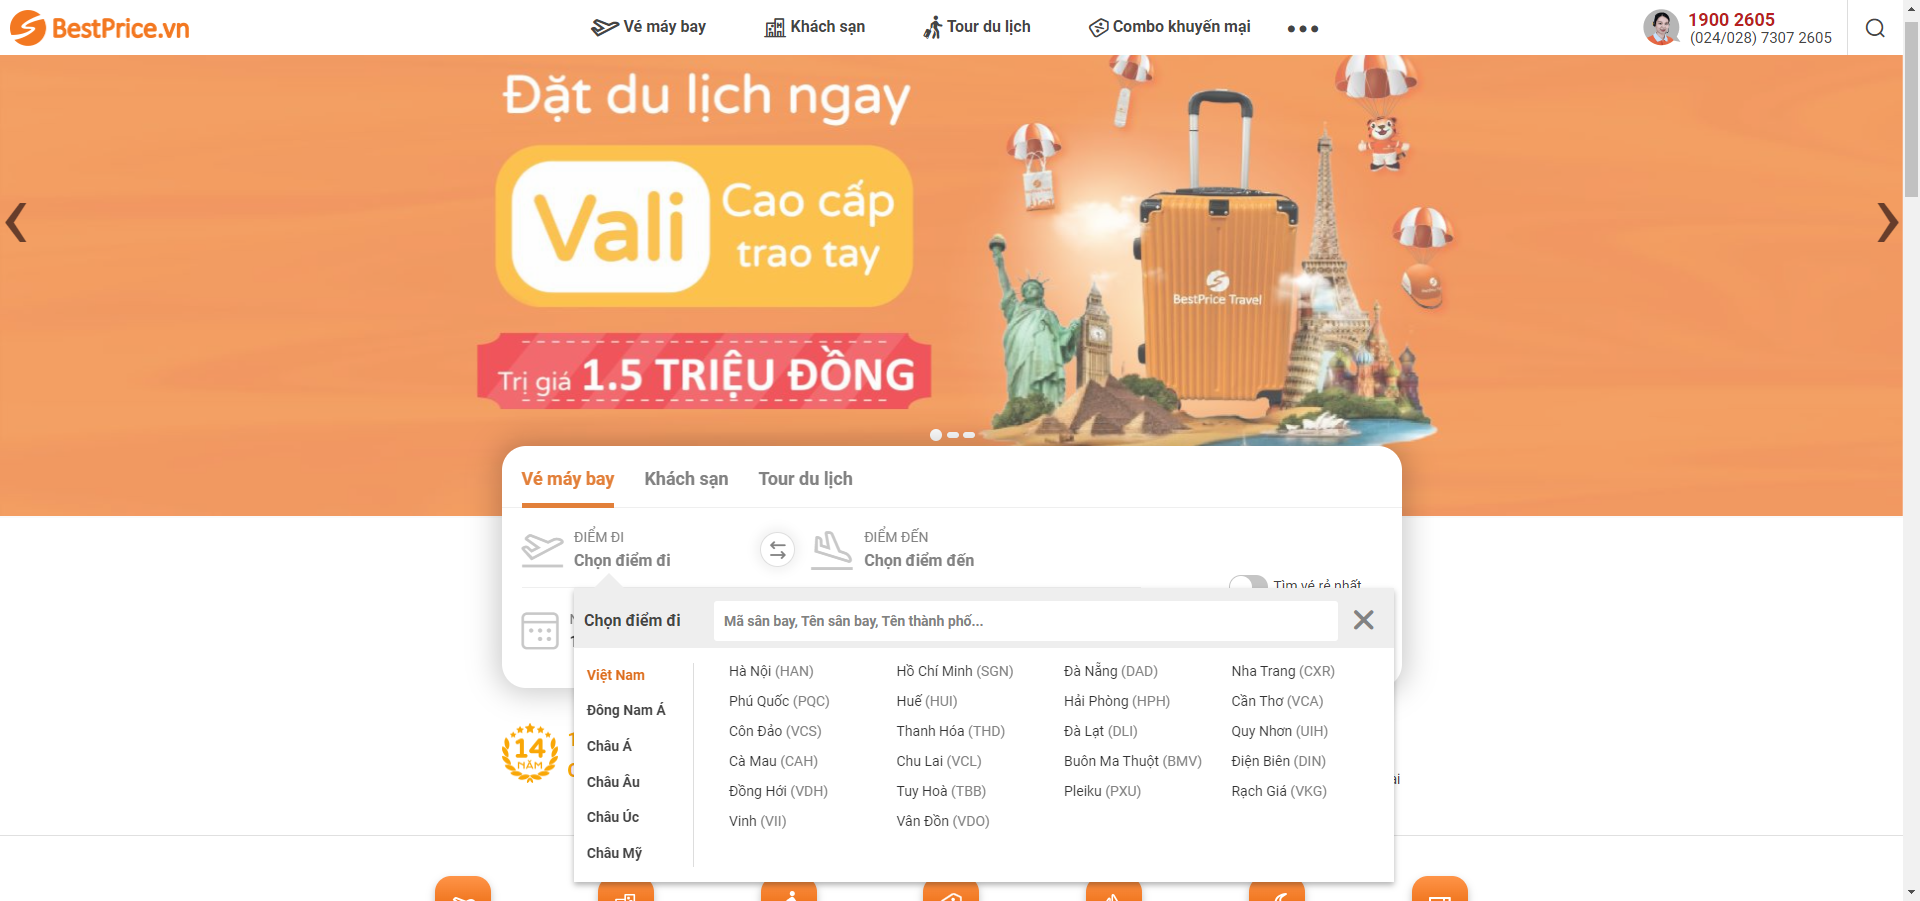 BestPrice.vn
Vé máy bay
Khách sạn
Tour du lịch
Combo khuyến mại
1900 2605
(024/028) 7307 2605
Đặt du lịch ngay
Vali
Cao cấp
trao tay
Trị giá 1.5 TRIỆU ĐỒNG
BestPrice Travel
Vé máy bay
Khách sạn
Tour du lịch
ĐIỂM ĐI
Chọn điểm đi
ĐIỂM ĐẾN
Chọn điểm đến
Tìm vé rẻ nhất
Chọn điểm đi
Mã sân bay, Tên sân bay, Tên thành phố...
Việt Nam
Đông Nam Á
Châu Á
Châu Âu
Châu Úc
Châu Mỹ
Hà Nội (HAN)
Hồ Chí Minh (SGN)
Đà Nẵng (DAD)
Nha Trang (CXR)
Phú Quốc (PQC)
Huế (HUI)
Hải Phòng (HPH)
Cần Thơ (VCA)
Côn Đảo (VCS)
Thanh Hóa (THD)
Đà Lạt (DLI)
Quy Nhơn (UIH)
Cà Mau (CAH)
Chu Lai (VCL)
Buôn Ma Thuột (BMV)
Điện Biên (DIN)
Đồng Hới (VDH)
Tuy Hoà (TBB)
Pleiku (PXU)
Rạch Giá (VKG)
Vinh (VII)
Vân Đồn (VDO)
14
NĂM